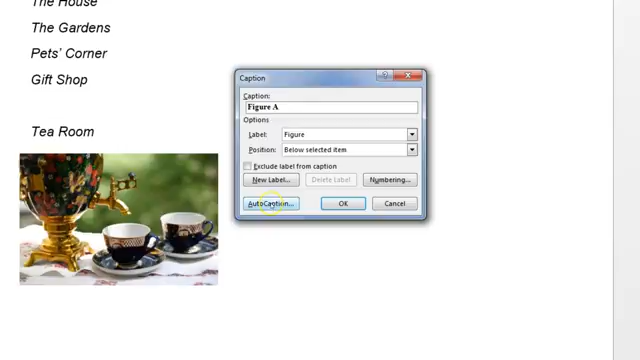 The House
The Gardens
Pets' Corner
Gift Shop
Tea Room
Caption
Caption:
Figure A
Options
Label: Figure
Position: Below selected item
Exclude label from caption
New Label... Delete Label Numbering...
AutoCaption... OK Cancel